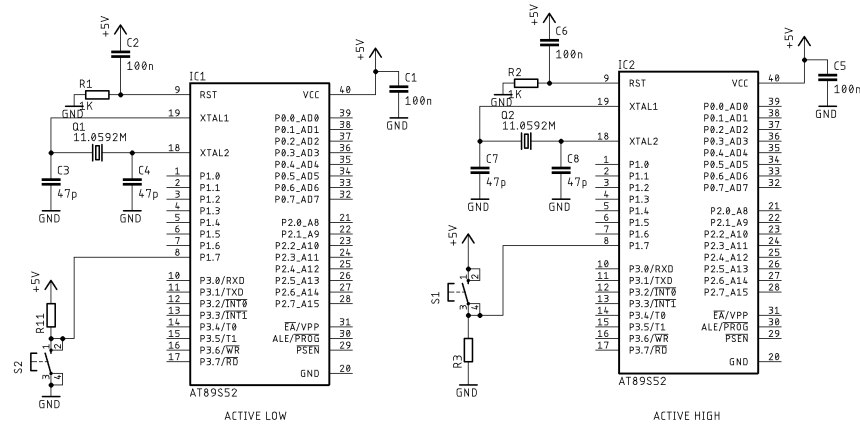 +5V
C2
100n
R1
1K
GND
IC1
9
RST
19
XTAL1
Q1
11.0592M
18
XTAL2
C3
47p
GND
C4
47p
GND
1
P1.0
2
P1.1
3
P1.2
4
P1.3
5
P1.4
6
P1.5
7
P1.6
8
P1.7
10
P3.0/RXD
11
P3.1/TXD
12
P3.2/INT0
13
P3.3/INT1
14
P3.4/T0
15
P3.5/T1
16
P3.6/WR
17
P3.7/RD
+5V
VCC
40
C1
100n
GND
P0.0_AD0
39
P0.1_AD1
38
P0.2_AD2
37
P0.3_AD3
36
P0.4_AD4
35
P0.5_AD5
34
P0.6_AD6
33
P0.7_AD7
32
P2.0_A8
21
P2.1_A9
22
P2.2_A10
23
P2.3_A11
24
P2.4_A12
25
P2.5_A13
26
P2.6_A14
27
P2.7_A15
28
EA/VPP
31
ALE/PROG
30
PSEN
29
GND
20
AT89S52
+5V
R11
S2
1
2
3
4
GND
ACTIVE LOW
+5V
C6
100n
R2
1K
GND
IC2
9
RST
19
XTAL1
Q2
11.0592M
18
XTAL2
C7
47p
GND
C8
47p
GND
1
P1.0
2
P1.1
3
P1.2
4
P1.3
5
P1.4
6
P1.5
7
P1.6
8
P1.7
10
P3.0/RXD
11
P3.1/TXD
12
P3.2/INT0
13
P3.3/INT1
14
P3.4/T0
15
P3.5/T1
16
P3.6/WR
17
P3.7/RD
+5V
VCC
40
C5
100n
GND
P0.0_AD0
39
P0.1_AD1
38
P0.2_AD2
37
P0.3_AD3
36
P0.4_AD4
35
P0.5_AD5
34
P0.6_AD6
33
P0.7_AD7
32
P2.0_A8
21
P2.1_A9
22
P2.2_A10
23
P2.3_A11
24
P2.4_A12
25
P2.5_A13
26
P2.6_A14
27
P2.7_A15
28
EA/VPP
31
ALE/PROG
30
PSEN
29
GND
20
AT89S52
+5V
S1
1
2
3
4
R3
GND
ACTIVE HIGH